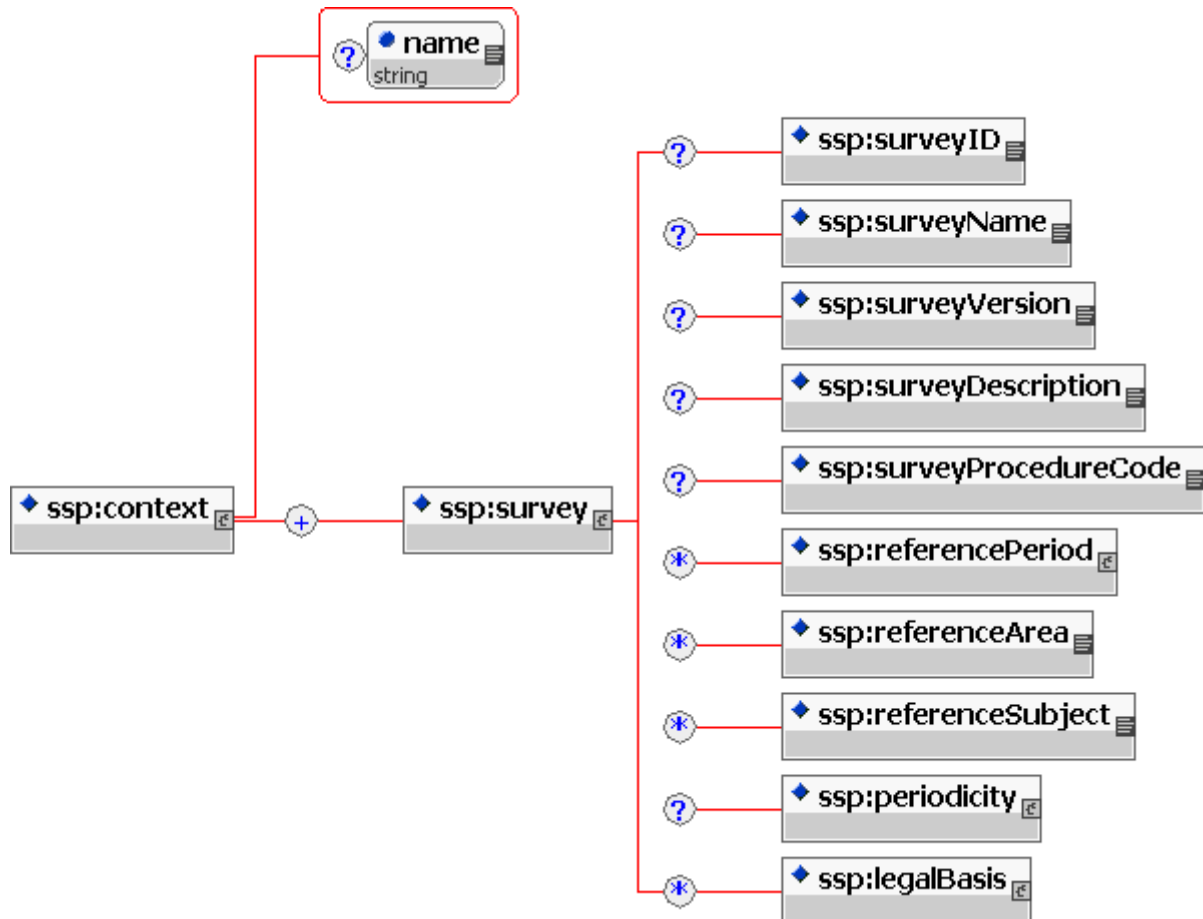 ? name
string
? ssp:surveyID
? ssp:surveyName
? ssp:surveyVersion
? ssp:surveyDescription
? ssp:surveyProcedureCode
ssp:context + ssp:survey
* ssp:referencePeriod
* ssp:referenceArea
* ssp:referenceSubject
? ssp:periodicity
* ssp:legalBasis